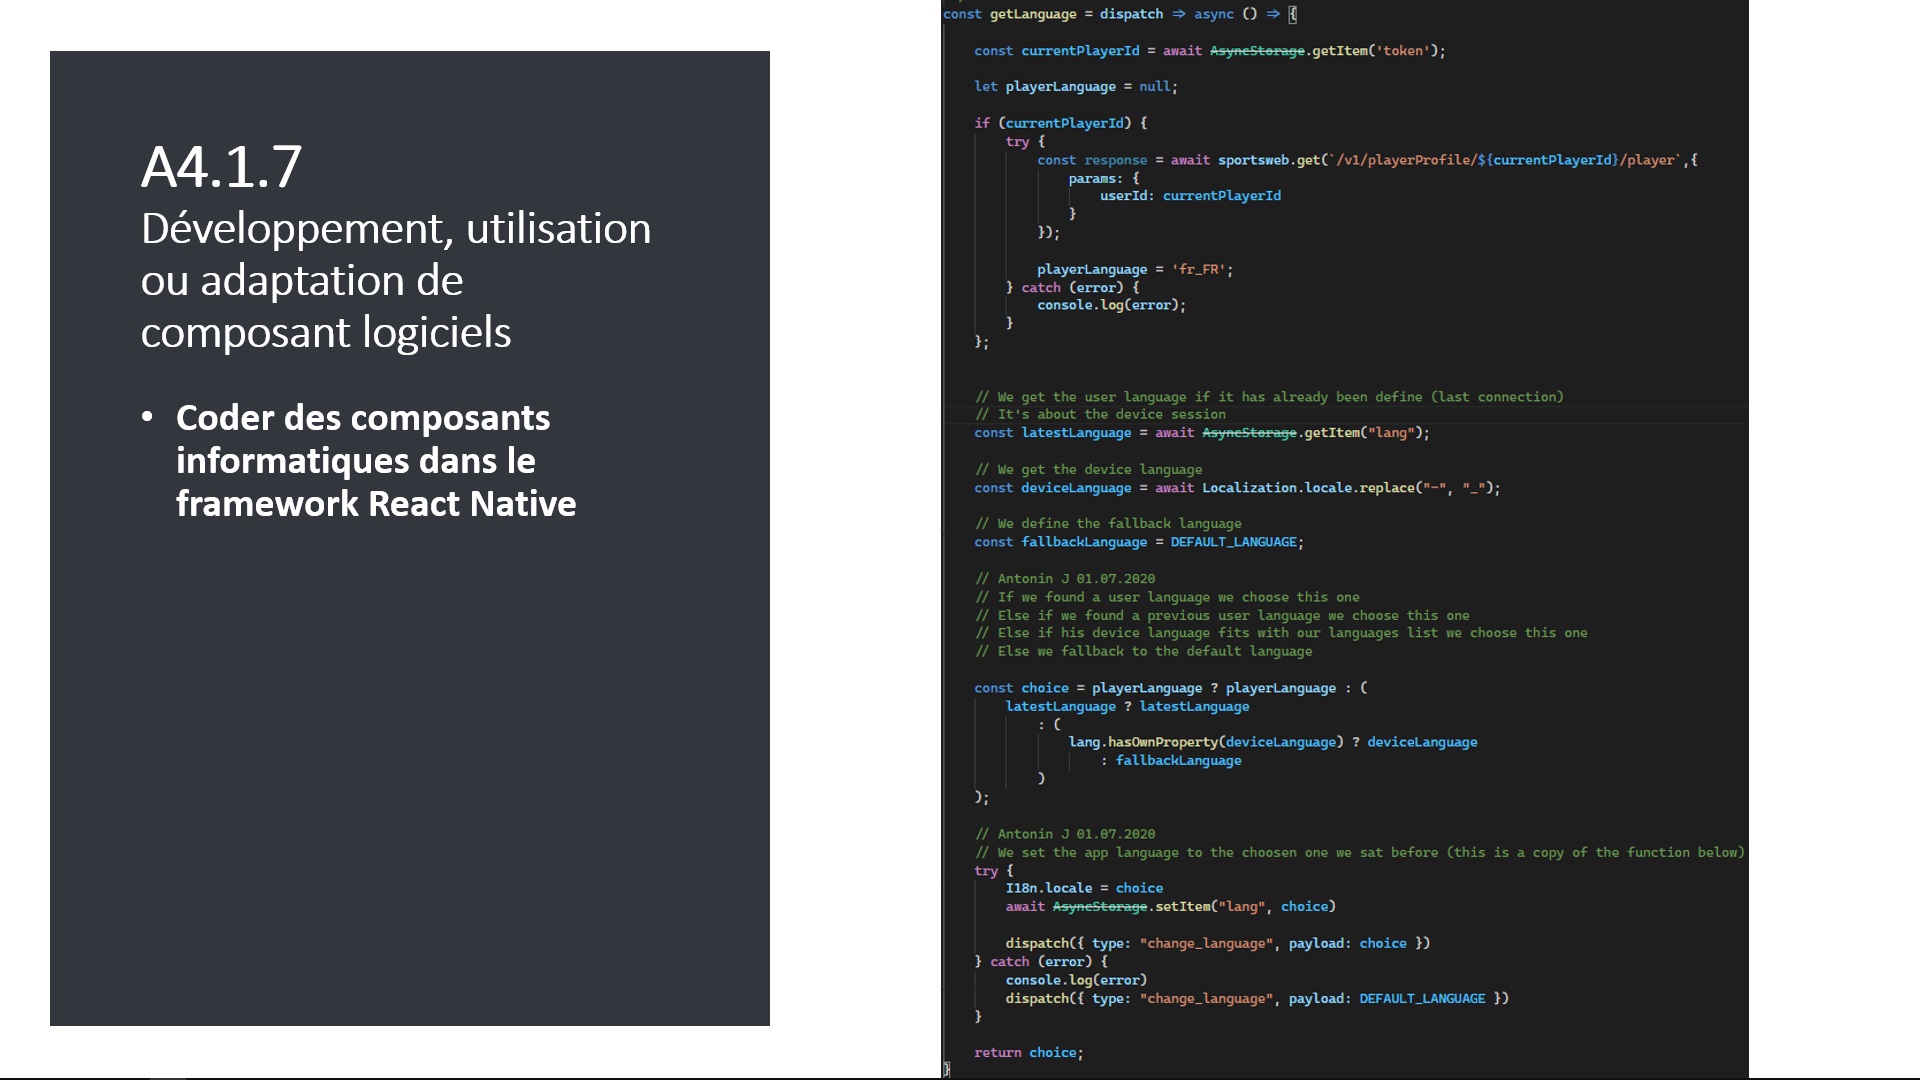 A4.1.7
Développement, utilisation
ou adaptation de
composant logiciels
• Coder des composants
informatiques dans le
framework React Native
const getLanguage = dispatch => async () => {
const currentPlayerId = await AsyncStorage.getItem('token');
let playerLanguage = null;
if (currentPlayerId) {
try {
const response = await sportsweb.get(`/v1/playerProfile/${currentPlayerId}/player`,{
params: {
userId: currentPlayerId
}
});
playerLanguage = 'fr_FR';
} catch (error) {
console.log(error);
}
};
// We get the user language if it has already been define (last connection)
// It's about the device session
const latestLanguage = await AsyncStorage.getItem("lang");
// We get the device language
const deviceLanguage = await Localization.locale.replace("-", "_");
// We define the fallback language
const fallbackLanguage = DEFAULT_LANGUAGE;
// Antonin J 01.07.2020
// If we found a user language we choose this one
// Else if we found a previous user language we choose this one
// Else if his device language fits with our languages list we choose this one
// Else we fallback to the default language
const choice = playerLanguage ? playerLanguage : (
latestLanguage ? latestLanguage
: (
lang.hasOwnProperty(deviceLanguage) ? deviceLanguage
: fallbackLanguage
)
);
// Antonin J 01.07.2020
// We set the app language to the choosen one we sat before (this is a copy of the function below)
try {
I18n.locale = choice
await AsyncStorage.setItem("lang", choice)
dispatch({ type: "change_language", payload: choice })
} catch (error) {
console.log(error)
dispatch({ type: "change_language", payload: DEFAULT_LANGUAGE })
}
return choice;
}